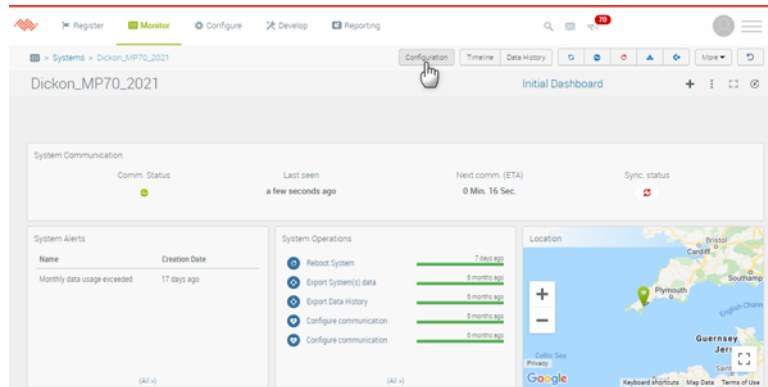 Register Monitor Configure Develop Reporting 70
> Systems > Dickon_MP70_2021 Configuration Timeline Data History More
Dickon_MP70_2021 Initial Dashboard
System Communication
Comm. Status Last seen Next comm. (ETA) Sync. status
a few seconds ago 0 Min. 16 Sec.
System Alerts
Name Creation Date
Monthly data usage exceeded 17 days ago
(All »)
System Operations
Reboot System 7 days ago
Export System(s) data 6 months ago
Export Data History 6 months ago
Configure communication 6 months ago
Configure communication 6 months ago
(All »)
Location
Bristol
Cardiff
Southamp
Plymouth
English Chann
Guernsey
Jers
Celtic Sea
Saint
Privacy
Google Keyboard shortcuts Map Data Terms of Use